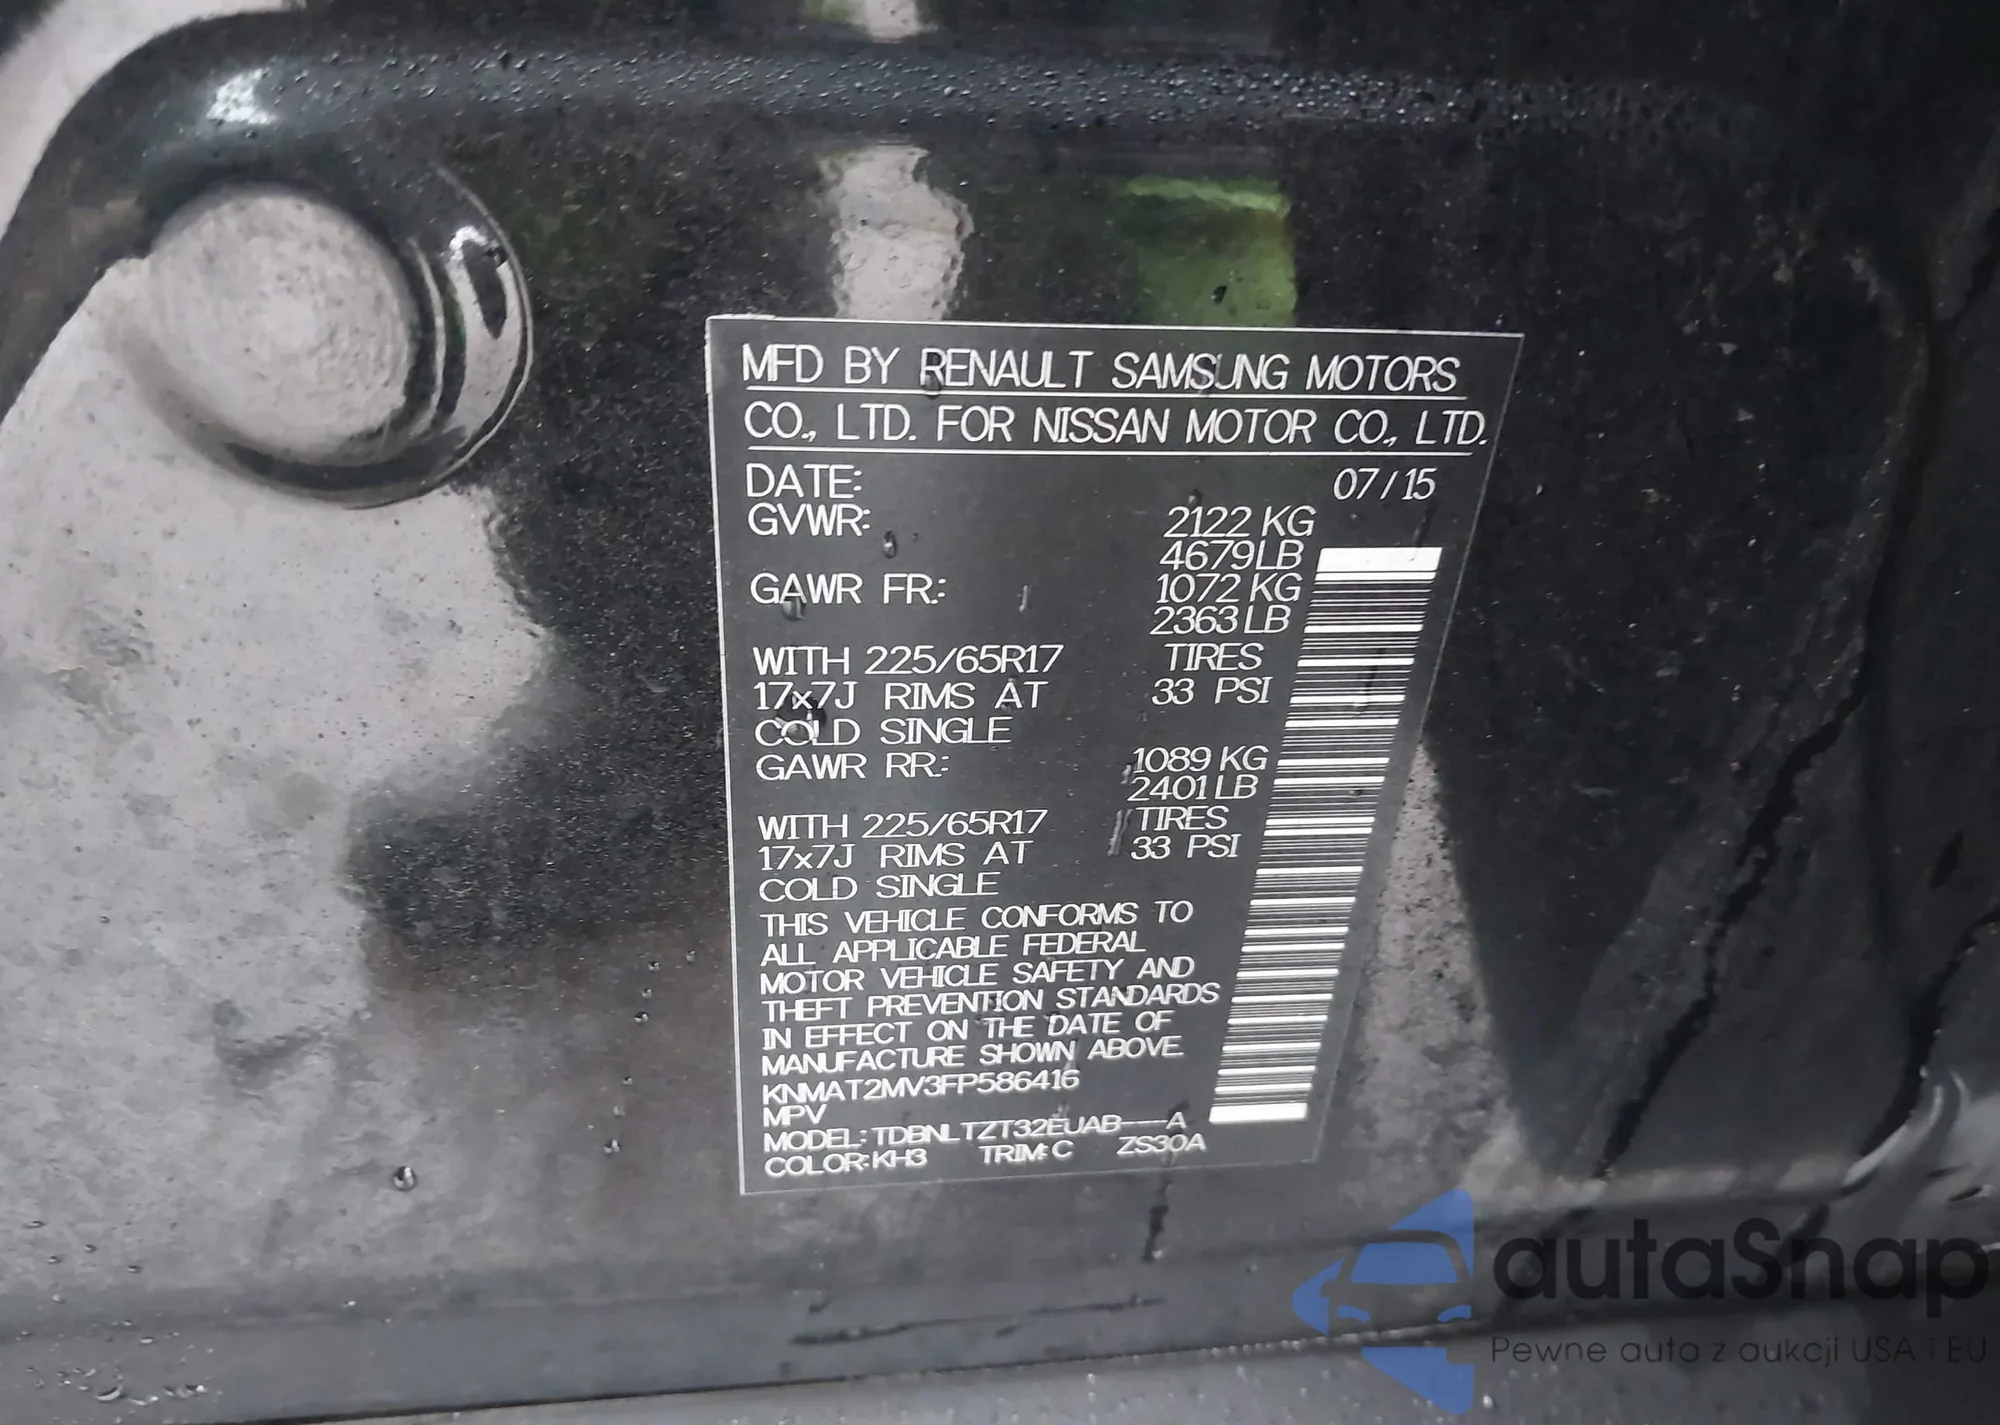 MFD BY RENAULT SAMSUNG MOTORS
CO., LTD. FOR NISSAN MOTOR CO., LTD.
DATE: 07/15
GVWR: 2122 KG
4679 LB
GAWR FR.: 1072 KG
2363 LB
WITH 225/65R17 TIRES
17x7J RIMS AT 33 PSI
COLD SINGLE
GAWR RR.: 1089 KG
2401 LB
WITH 225/65R17 TIRES
17x7J RIMS AT 33 PSI
COLD SINGLE
THIS VEHICLE CONFORMS TO
ALL APPLICABLE FEDERAL
MOTOR VEHICLE SAFETY AND
THEFT PREVENTION STANDARDS
IN EFFECT ON THE DATE OF
MANUFACTURE SHOWN ABOVE.
KNMAT2MV3FP586416
MPV
MODEL: TDBNLTZT32EUAB---A
COLOR: KH3 TRIM: C ZS30A
autaSnap
Pewne auta z aukcji USA i EU